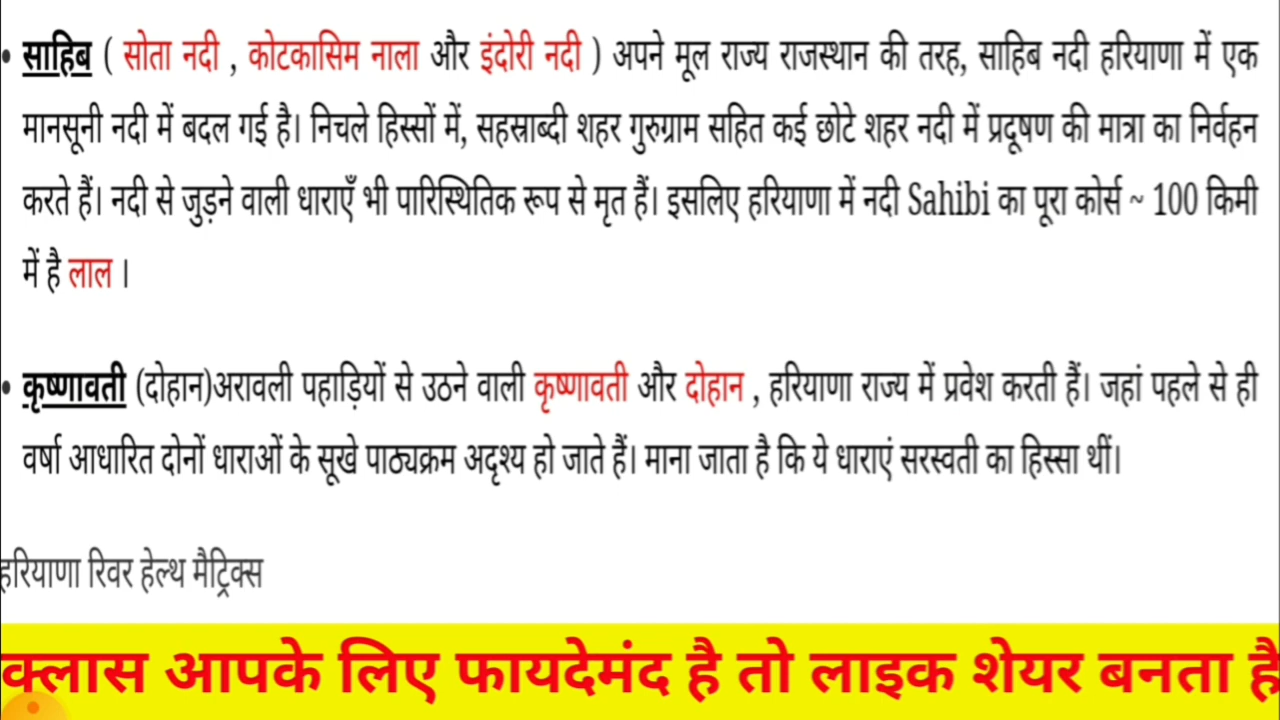 • साहिब ( सोता नदी , कोटकासिम नाला और इंदोरी नदी ) अपने मूल राज्य राजस्थान की तरह, साहिब नदी हरियाणा में एक
मानसूनी नदी में बदल गई है। निचले हिस्सों में, सहस्राब्दी शहर गुरुग्राम सहित कई छोटे शहर नदी में प्रदूषण की मात्रा का निर्वहन
करते हैं। नदी से जुड़ने वाली धाराएँ भी पारिस्थितिक रूप से मृत हैं। इसलिए हरियाणा में नदी Sahibi का पूरा कोर्स ~ 100 किमी
में है लाल ।
• कृष्णावती (दोहान)अरावली पहाड़ियों से उठने वाली कृष्णावती और दोहान , हरियाणा राज्य में प्रवेश करती हैं। जहां पहले से ही
वर्षा आधारित दोनों धाराओं के सूखे पाठ्यक्रम अदृश्य हो जाते हैं। माना जाता है कि ये धाराएं सरस्वती का हिस्सा थीं।
हरियाणा रिवर हेल्थ मैट्रिक्स
क्लास आपके लिए फायदेमंद है तो लाइक शेयर बनता है